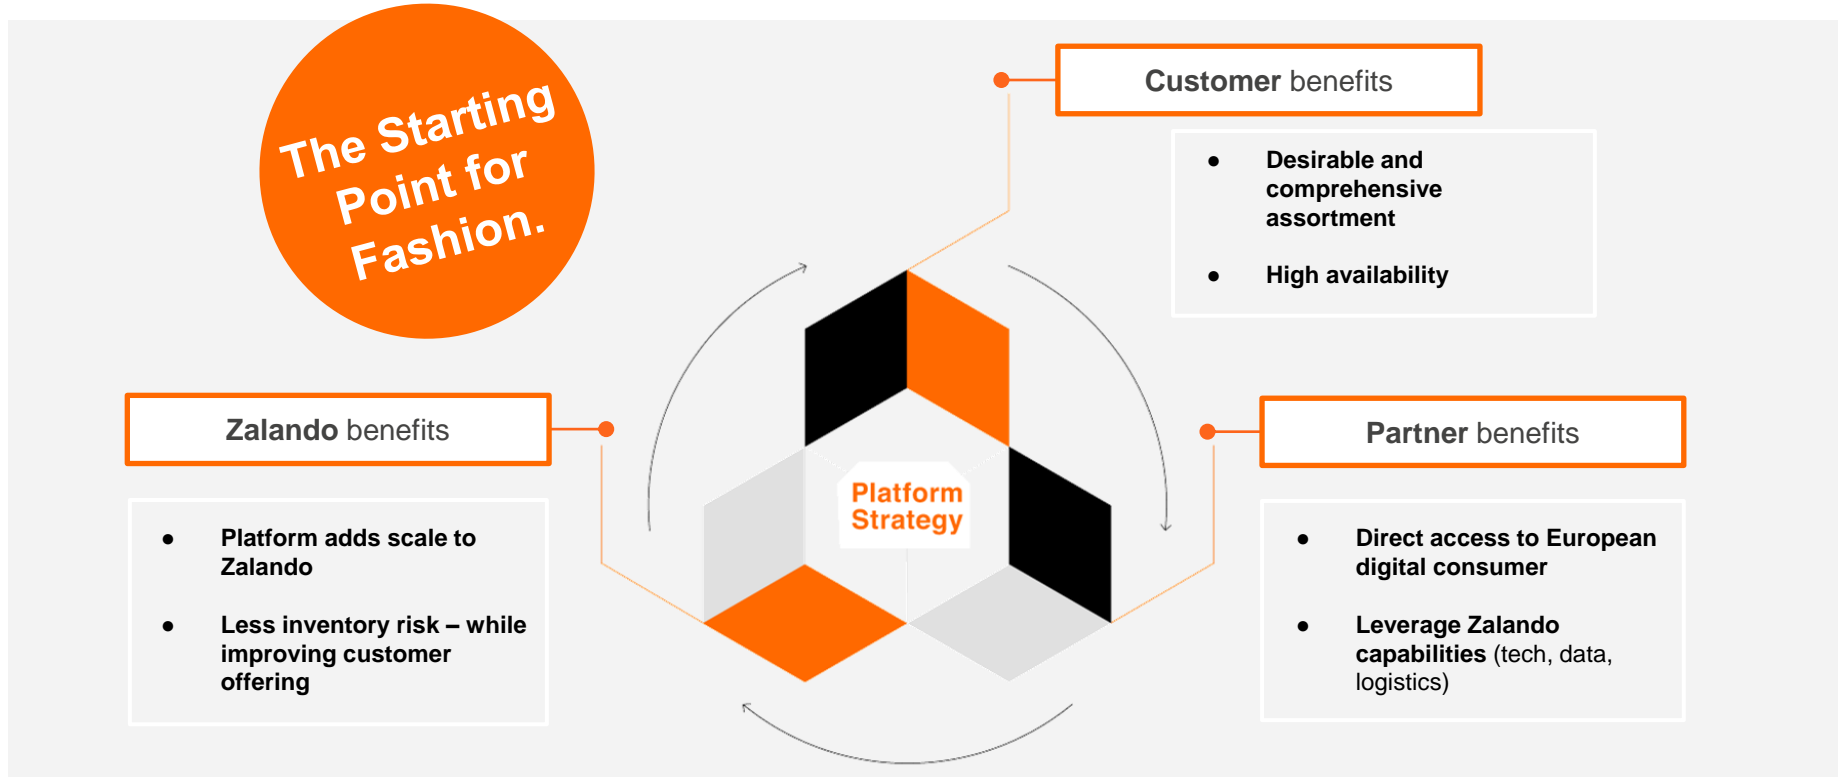 The Starting
Point for
Fashion.
Customer benefits
● Desirable and
comprehensive
assortment
● High availability
Zalando benefits
● Platform adds scale to
Zalando
● Less inventory risk – while
improving customer
offering
Platform
Strategy
Partner benefits
● Direct access to European
digital consumer
● Leverage Zalando
capabilities (tech, data,
logistics)